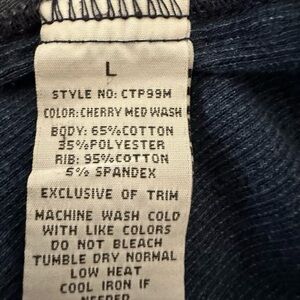 L
STYLE NO: CTP99M
COLOR: CHERRY MED WASH
BODY: 65%COTTON
35%POLYESTER
RIB: 95%COTTON
5% SPANDEX
EXCLUSIVE OF TRIM
MACHINE WASH COLD
WITH LIKE COLORS
DO NOT BLEACH
TUMBLE DRY NORMAL
LOW HEAT
COOL IRON IF
NEEDED